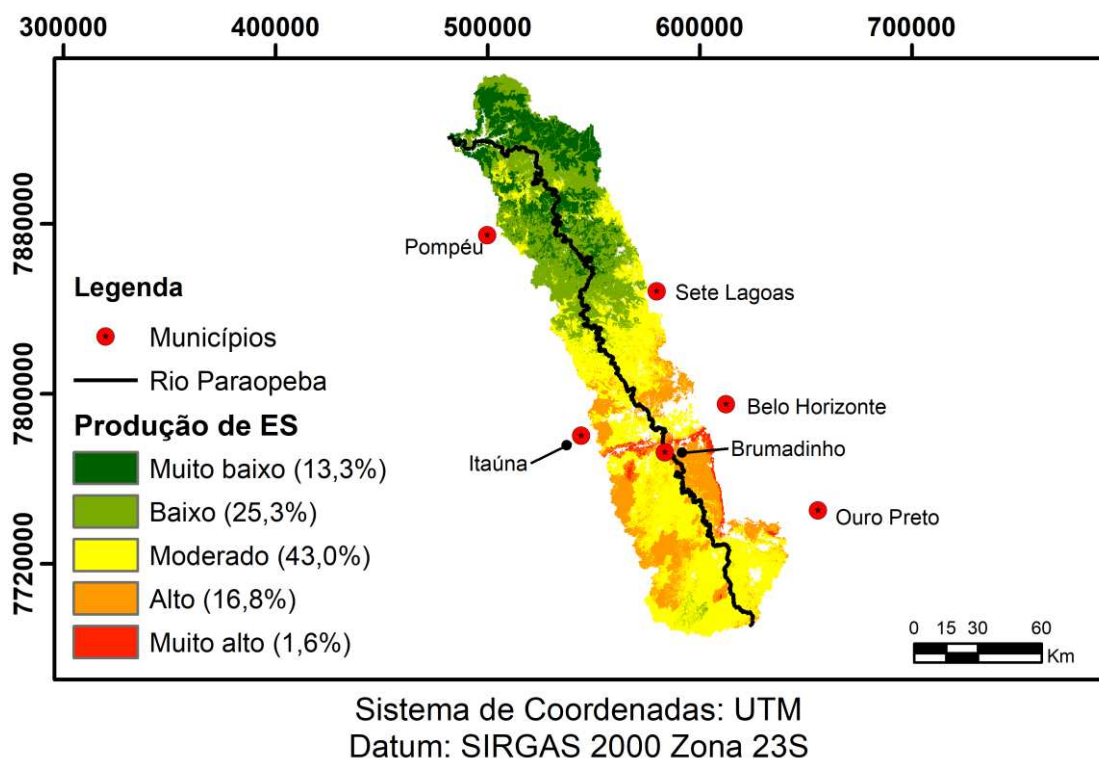 300000 400000 500000 600000 700000
7880000
7800000
7720000
Pompéu
Sete Lagoas
Belo Horizonte
Itaúna
Brumadinho
Ouro Preto
Legenda
Municípios
Rio Paraopeba
Produção de ES
Muito baixo (13,3%)
Baixo (25,3%)
Moderado (43,0%)
Alto (16,8%)
Muito alto (1,6%)
0 15 30 60
Km
Sistema de Coordenadas: UTM
Datum: SIRGAS 2000 Zona 23S